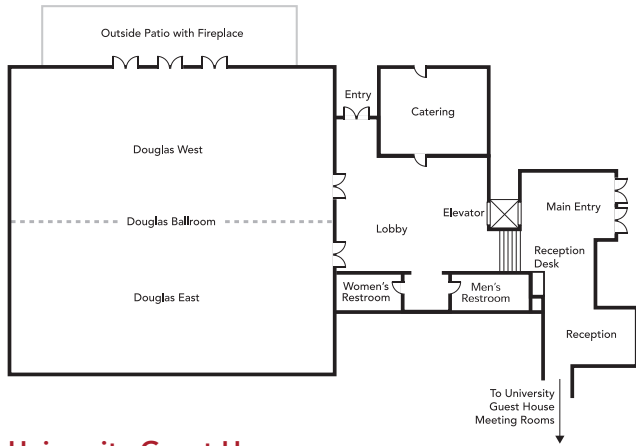 Outside Patio with Fireplace
Entry
Catering
Douglas West
Main Entry
Elevator
Douglas Ballroom
Lobby
Reception
Desk
Women's
Restroom
Men's
Restroom
Douglas East
Reception
To University
Guest House
Meeting Rooms